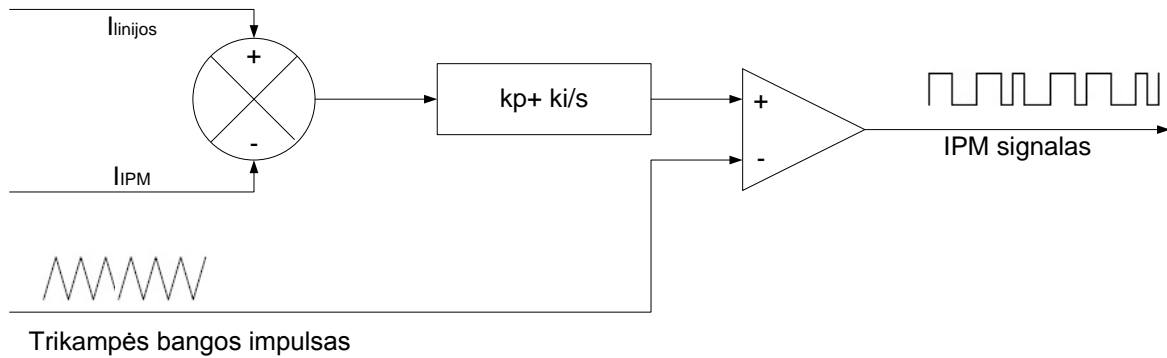 Ilinijos
+
-
IIPM
kp+ ki/s
+
-
IPM signalas
Trikampės bangos impulsas